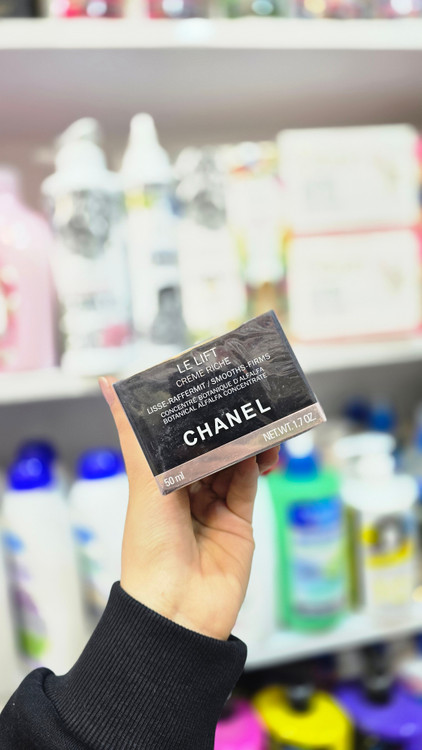 LE LIFT
CRÈME RICHE
LISSE-RAFFERMIT / SMOOTHS-FIRMS
CONCENTRÉ BOTANIQUE D'ALFALFA
BOTANICAL ALFALFA CONCENTRATE
CHANEL
50 ml NET.WT. 1.7 OZ.